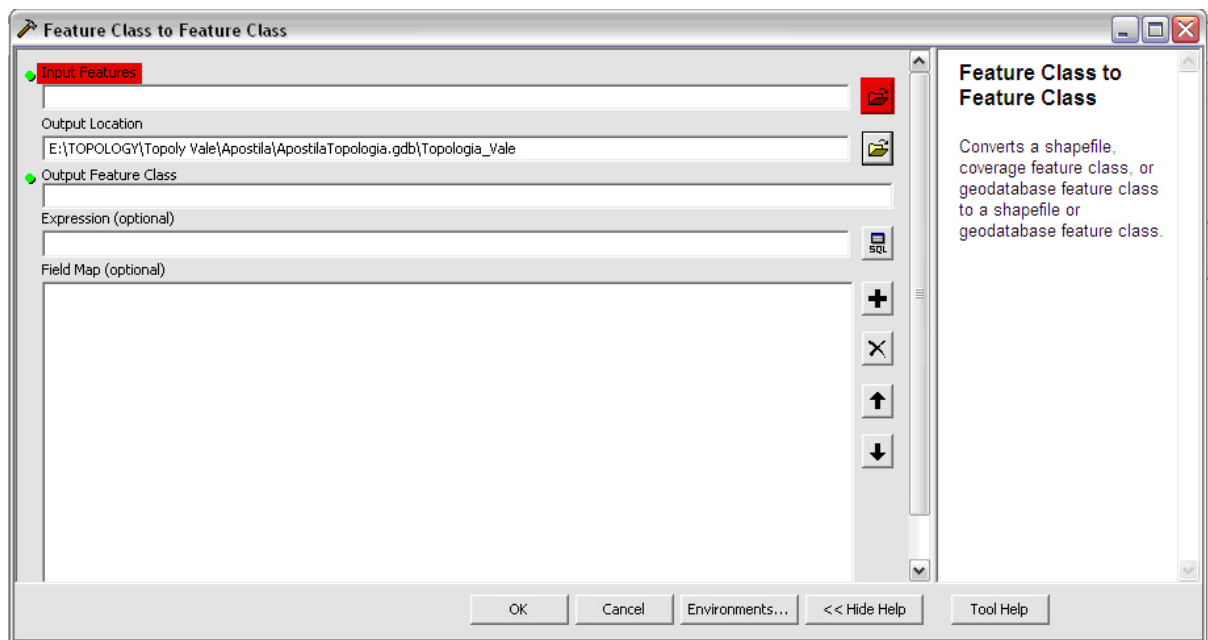 Feature Class to Feature Class
Input Features
Output Location
E:\TOPOLOGY\Topoly Vale\Apostila\ApostilaTopologia.gdb\Topologia_Vale
Output Feature Class
Expression (optional)
SQL
Field Map (optional)
OK
Cancel
Environments...
<< Hide Help
Tool Help
Feature Class to
Feature Class
Converts a shapefile,
coverage feature class, or
geodatabase feature class
to a shapefile or
geodatabase feature class.